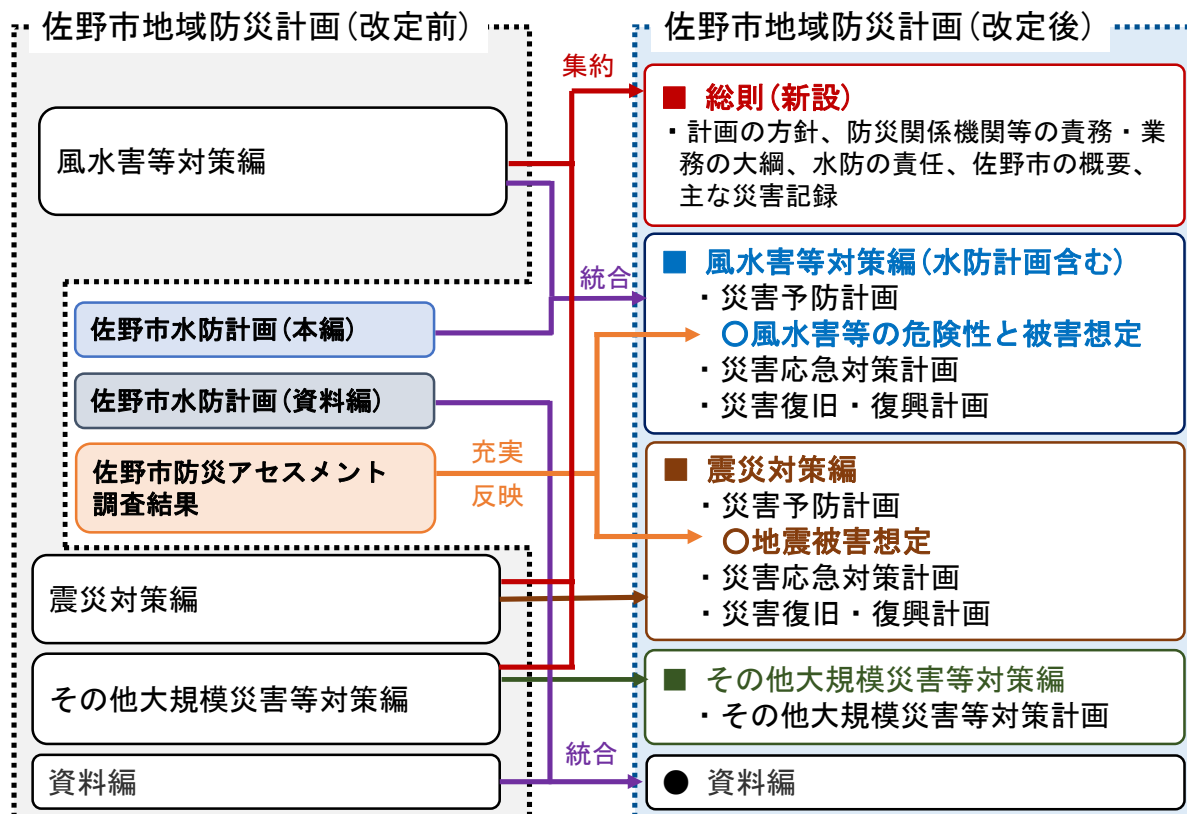 佐野市地域防災計画(改定前)
風水害等対策編
佐野市水防計画(本編)
佐野市水防計画(資料編)
佐野市防災アセスメント
調査結果
震災対策編
その他大規模災害等対策編
資料編
集約
統合
充実
反映
統合
佐野市地域防災計画(改定後)
■ 総則(新設)
・計画の方針、防災関係機関等の責務・業
務の大綱、水防の責任、佐野市の概要、
主な災害記録
■ 風水害等対策編(水防計画含む)
・災害予防計画
〇風水害等の危険性と被害想定
・災害応急対策計画
・災害復旧・復興計画
■ 震災対策編
・災害予防計画
〇地震被害想定
・災害応急対策計画
・災害復旧・復興計画
■ その他大規模災害等対策編
・その他大規模災害等対策計画
● 資料編